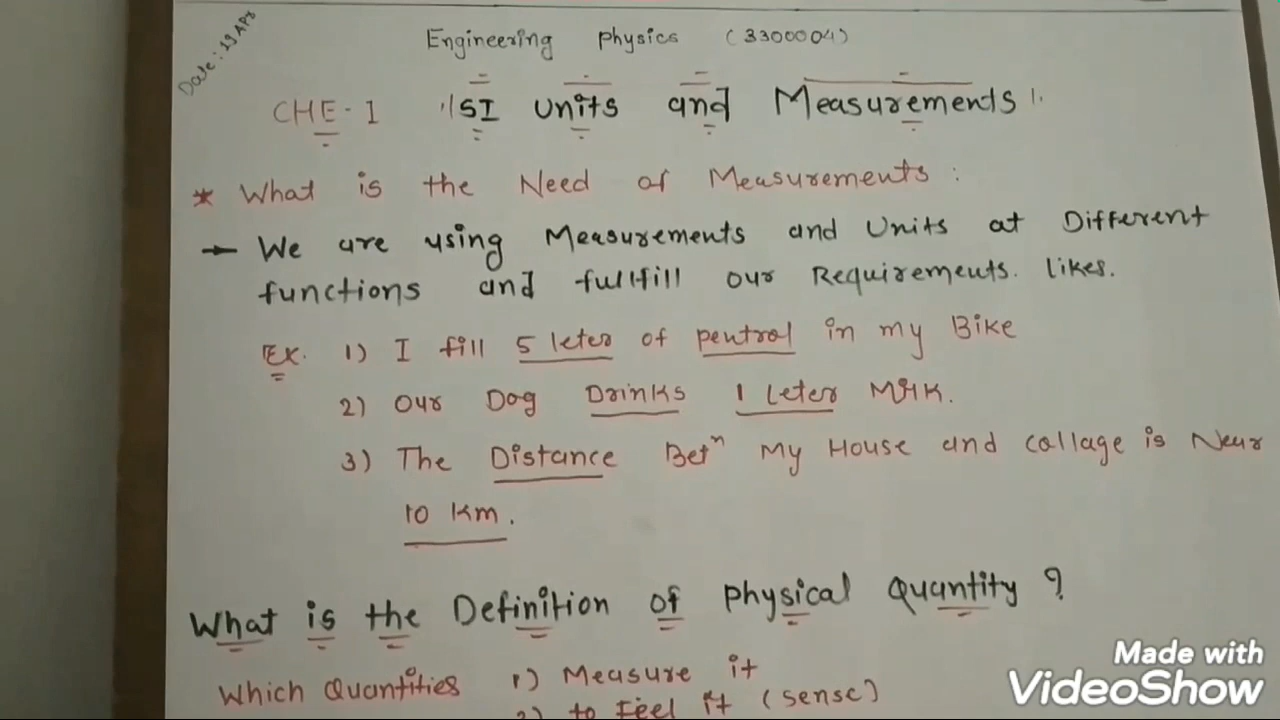 Date: 19 APR
Engineering Physics (3300004)
CHE-1 "SI Units and Measurements".
* What is the Need of Measurements:
→ We are using Measurements and Units at Different
functions and fullfill our Requirements. likes.
Ex. 1) I fill 5 leter of pentrol in my Bike
2) Our Dog Drinks 1 Leter Milk.
3) The Distance Betⁿ My House and collage is Near
10 Km.
What is the Definition of physical Quantity ?
Which Quantities 1) Measure it
2) to Feel it (sense)
Made with
VideoShow